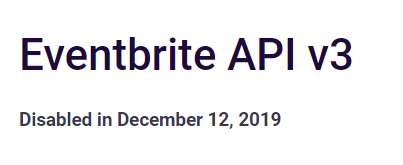 Eventbrite API v3
Disabled in December 12, 2019